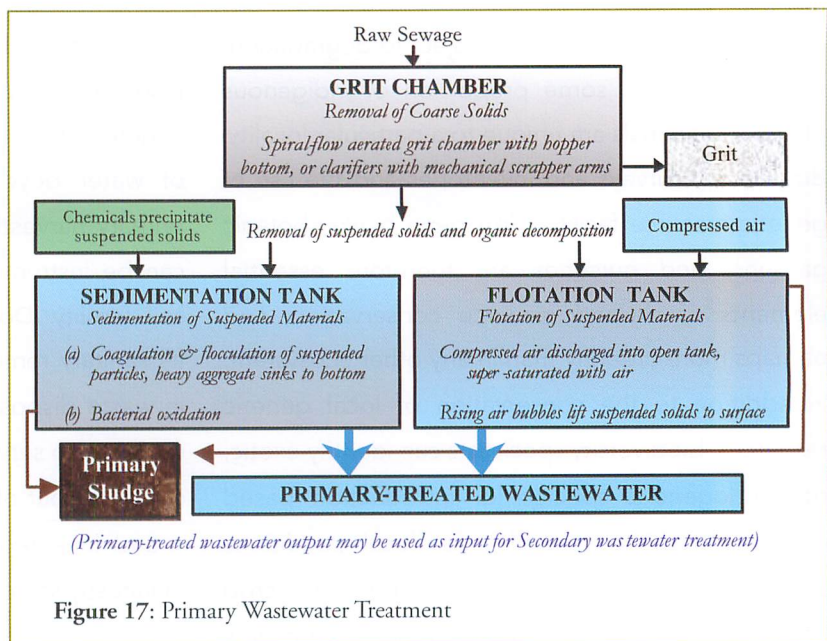 Raw Sewage
GRIT CHAMBER
Removal of Coarse Solids
Spiral-flow aerated grit chamber with hopper
bottom, or clarifiers with mechanical scrapper arms
Grit
Chemicals precipitate
suspended solids
Removal of suspended solids and organic decomposition
Compressed air
SEDIMENTATION TANK
Sedimentation of Suspended Materials
(a) Coagulation & flocculation of suspended
particles, heavy aggregate sinks to bottom
(b) Bacterial oxidation
FLOTATION TANK
Flotation of Suspended Materials
Compressed air discharged into open tank,
super-saturated with air
Rising air bubbles lift suspended solids to surface
Primary
Sludge
PRIMARY-TREATED WASTEWATER
(Primary-treated wastewater output may be used as input for Secondary was tewater treatment)
Figure 17: Primary Wastewater Treatment